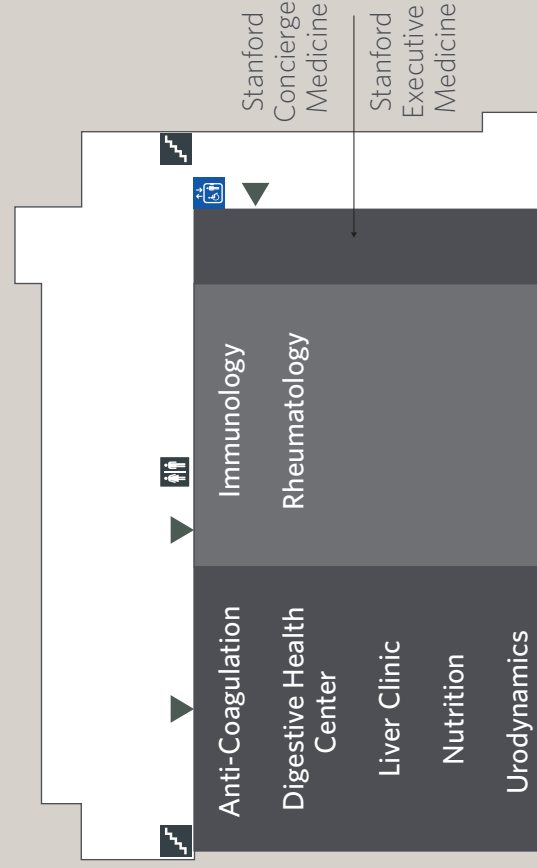 Stanford
Concierge
Medicine
Stanford
Executive
Medicine
Immunology
Rheumatology
Anti-Coagulation
Digestive Health
Center
Liver Clinic
Nutrition
Urodynamics